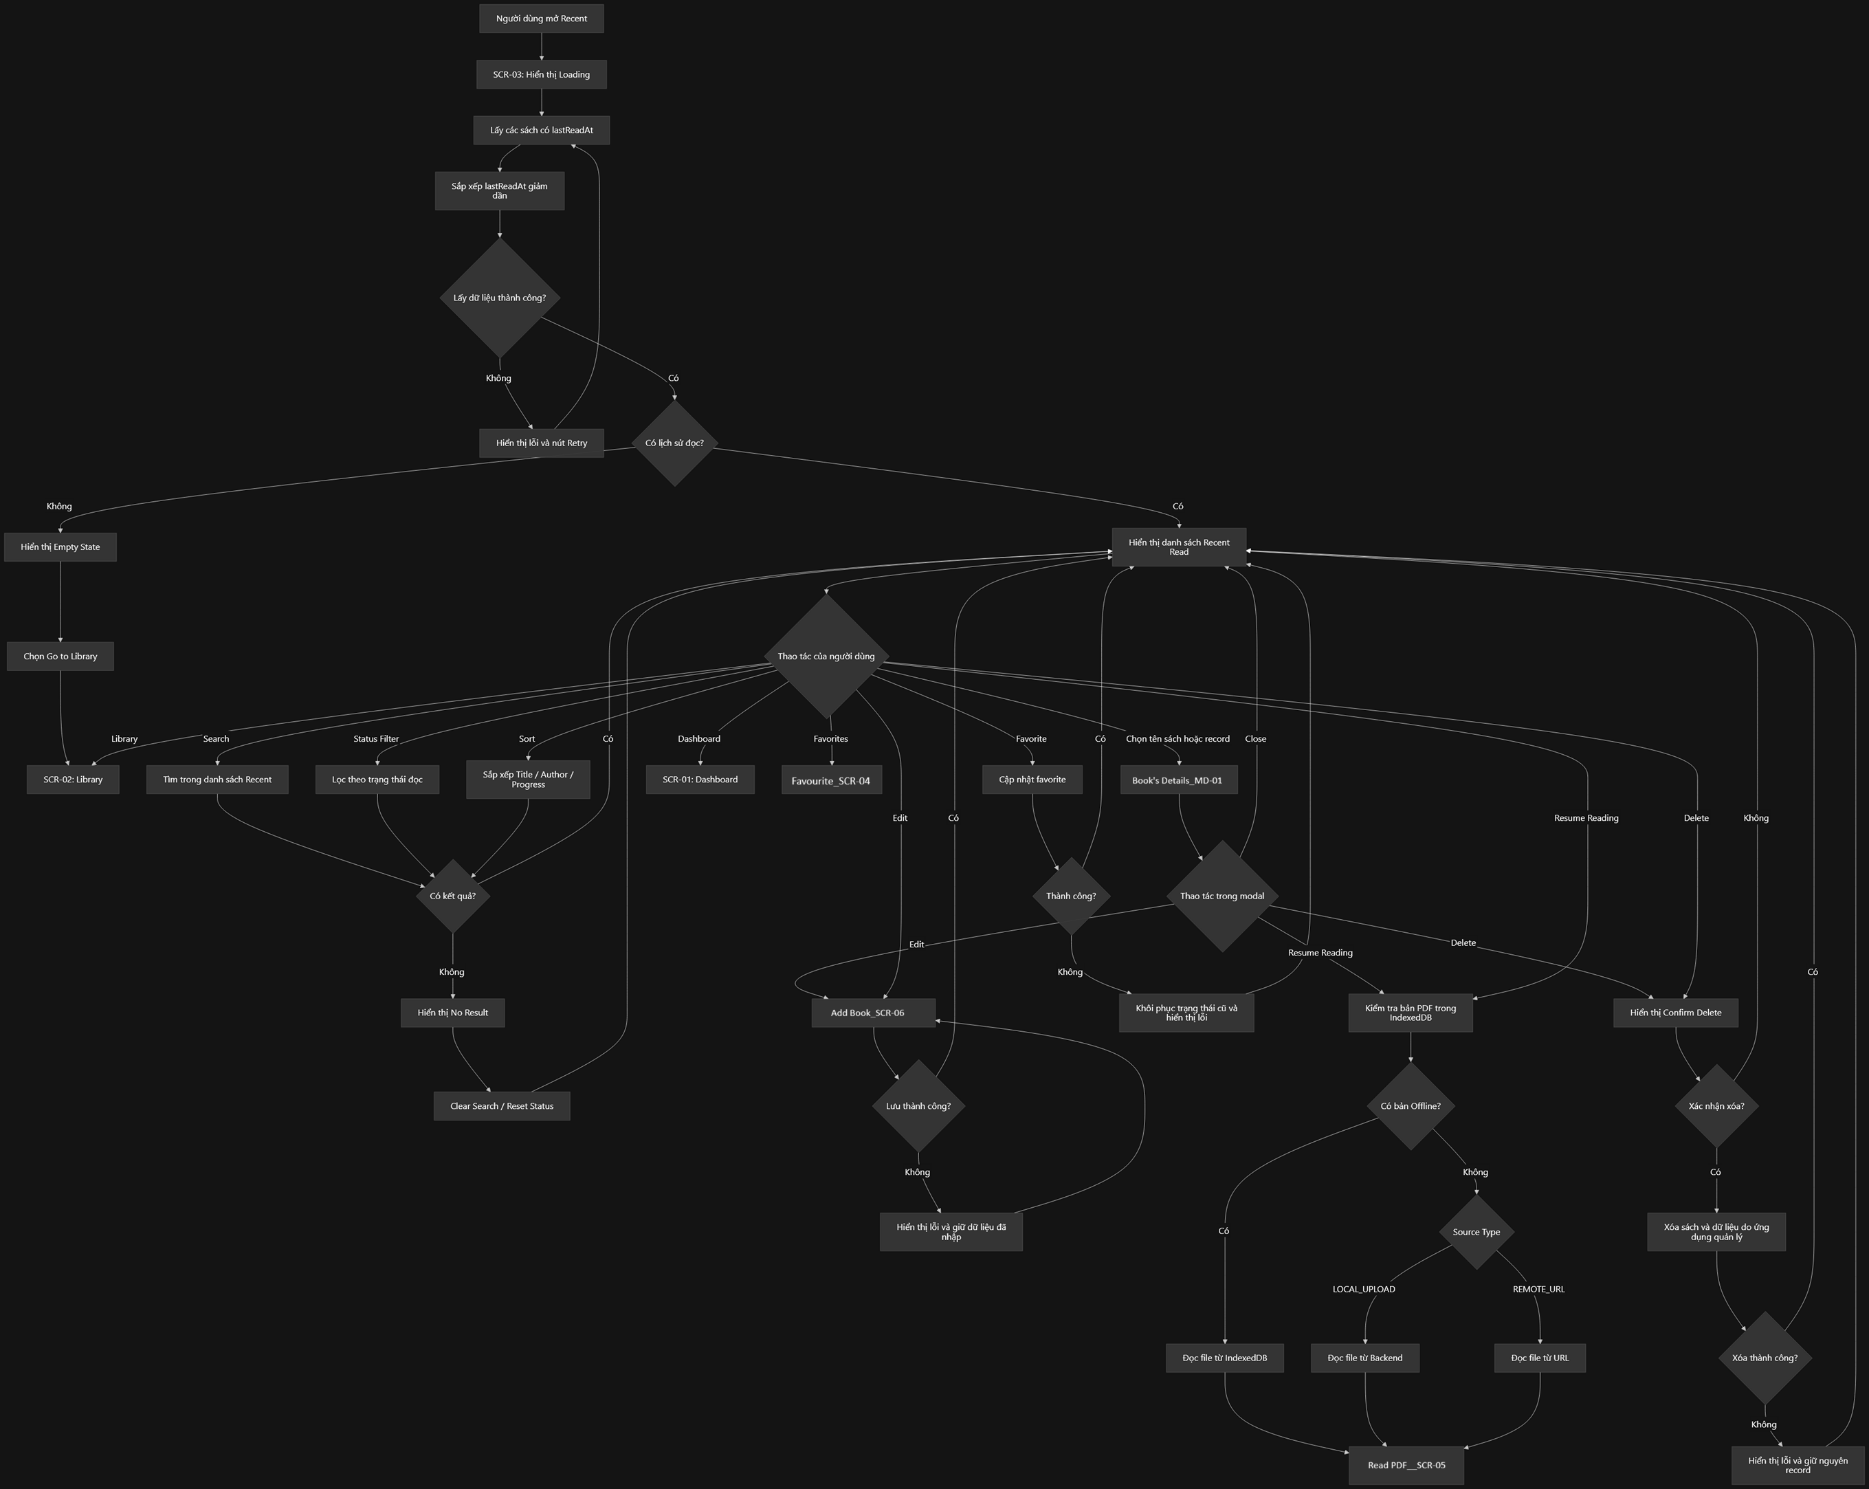 Người dùng mở Recent
SCR-03: Hiển thị Loading
Lấy các sách có lastReadAt
Sắp xếp lastReadAt giảm
dần
Lấy dữ liệu thành công?
Không
Có
Hiển thị lỗi và nút Retry
Có lịch sử đọc?
Không
Có
Hiển thị Empty State
Hiển thị danh sách Recent
Read
Chọn Go to Library
Thao tác của người dùng
Library
Search
Status Filter
Sort
Có
Dashboard
Favorites
Favorite
Có
Chọn tên sách hoặc record
Close
SCR-02: Library
Tìm trong danh sách Recent
Lọc theo trạng thái đọc
Sắp xếp Title / Author /
Progress
SCR-01: Dashboard
Favourite_SCR-04
Cập nhật favorite
Book's Details_MD-01
Edit
Có
Resume Reading
Delete
Không
Có kết quả?
Thành công?
Thao tác trong modal
Edit
Resume Reading
Delete
Không
Không
Có
Hiển thị No Result
Add Book_SCR-06
Khôi phục trạng thái cũ và
hiển thị lỗi
Kiểm tra bản PDF trong
IndexedDB
Hiển thị Confirm Delete
Clear Search / Reset Status
Lưu thành công?
Có bản Offline?
Xác nhận xóa?
Không
Không
Có
Hiển thị lỗi và giữ dữ liệu đã
nhập
Có
Source Type
Xóa sách và dữ liệu do ứng
dụng quản lý
LOCAL_UPLOAD
REMOTE_URL
Đọc file từ IndexedDB
Đọc file từ Backend
Đọc file từ URL
Xóa thành công?
Không
Read PDF__SCR-05
Hiển thị lỗi và giữ nguyên
record